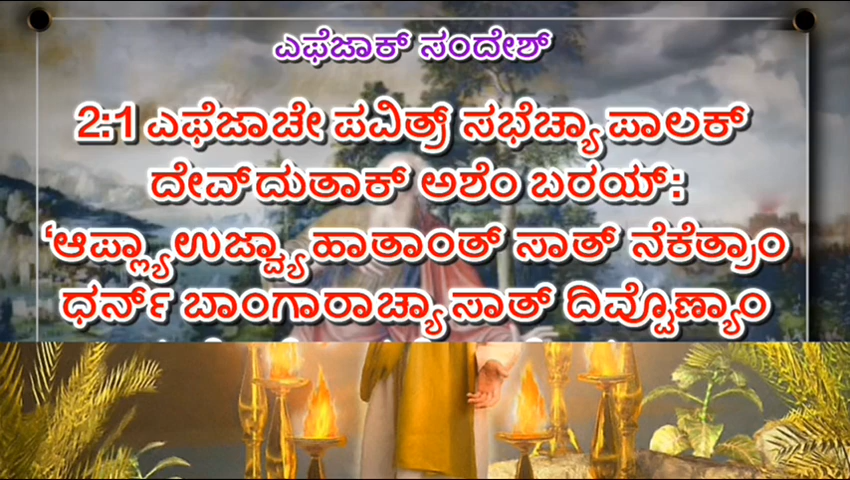 ಎಫೆಜಾಕ್ ಸಂದೇಶ್
2:1 ಎಫೆಜಾಚೇ ಪವಿತ್ರ್ ಸಭೆಚ್ಯಾ ಪಾಲಕ್
ದೇವ್‌ದುತಾಕ್ ಅಶೆಂ ಬರಯ್:
‘ಆಪ್ಲ್ಯಾ ಉಜ್ವ್ಯಾ ಹಾತಾಂತ್ ಸಾತ್ ನೆಕೆತ್ರಾಂ
ಧರ್ನ್ ಬಾಂಗಾರಾಚ್ಯಾ ಸಾತ್ ದಿವ್ಟೊಣ್ಯಾಂ